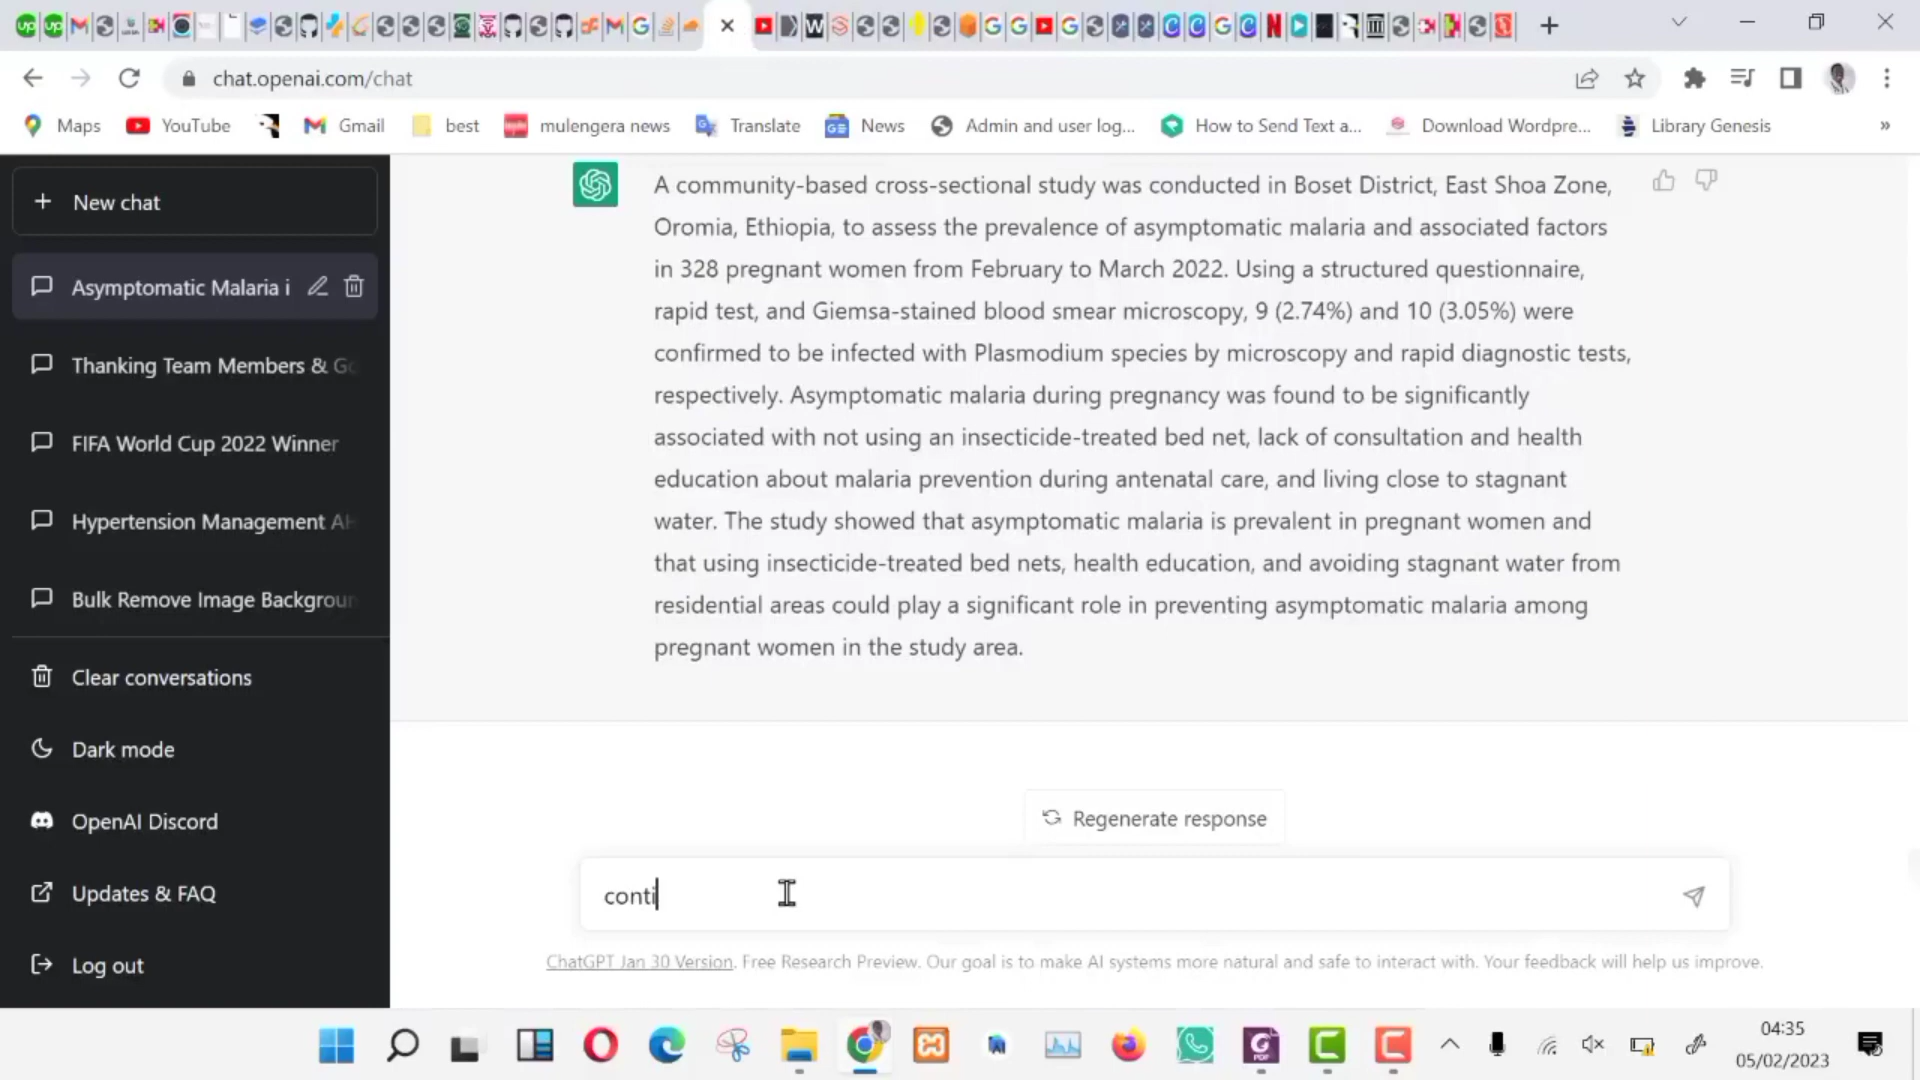 chat.openai.com/chat
Maps YouTube Gmail best mulengera news Translate News Admin and user log... How to Send Text a... Download Wordpre... Library Genesis »
New chat
Asymptomatic Malaria i
Thanking Team Members & Go
FIFA World Cup 2022 Winner
Hypertension Management
Bulk Remove Image Backgroun
Clear conversations
Dark mode
OpenAI Discord
Updates & FAQ
Log out
A community-based cross-sectional study was conducted in Boset District, East Shoa Zone,
Oromia, Ethiopia, to assess the prevalence of asymptomatic malaria and associated factors
in 328 pregnant women from February to March 2022. Using a structured questionnaire,
rapid test, and Giemsa-stained blood smear microscopy, 9 (2.74%) and 10 (3.05%) were
confirmed to be infected with Plasmodium species by microscopy and rapid diagnostic tests,
respectively. Asymptomatic malaria during pregnancy was found to be significantly
associated with not using an insecticide-treated bed net, lack of consultation and health
education about malaria prevention during antenatal care, and living close to stagnant
water. The study showed that asymptomatic malaria is prevalent in pregnant women and
that using insecticide-treated bed nets, health education, and avoiding stagnant water from
residential areas could play a significant role in preventing asymptomatic malaria among
pregnant women in the study area.
Regenerate response
conti
ChatGPT Jan 30 Version. Free Research Preview. Our goal is to make AI systems more natural and safe to interact with. Your feedback will help us improve.
04:35
05/02/2023